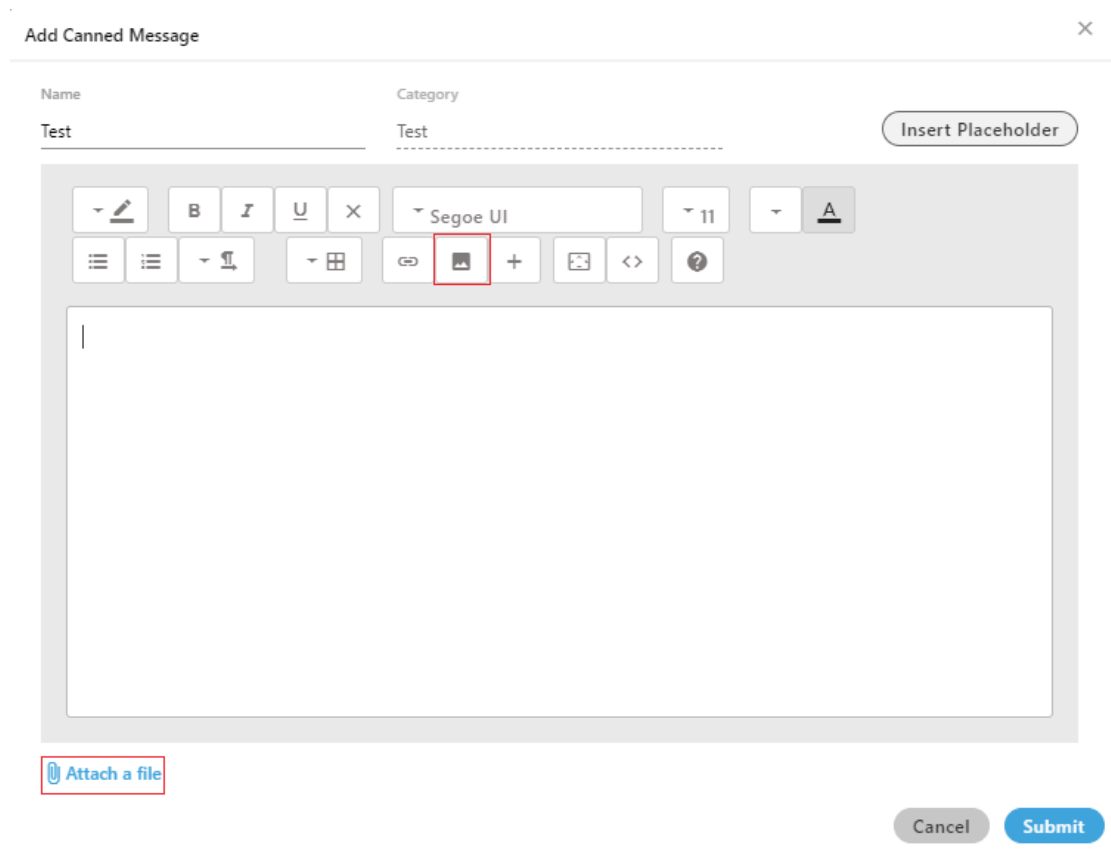 Add Canned Message
Name
Category
Test
Test
Insert Placeholder
B I U
Segoe UI
11
A
Attach a file
Cancel
Submit